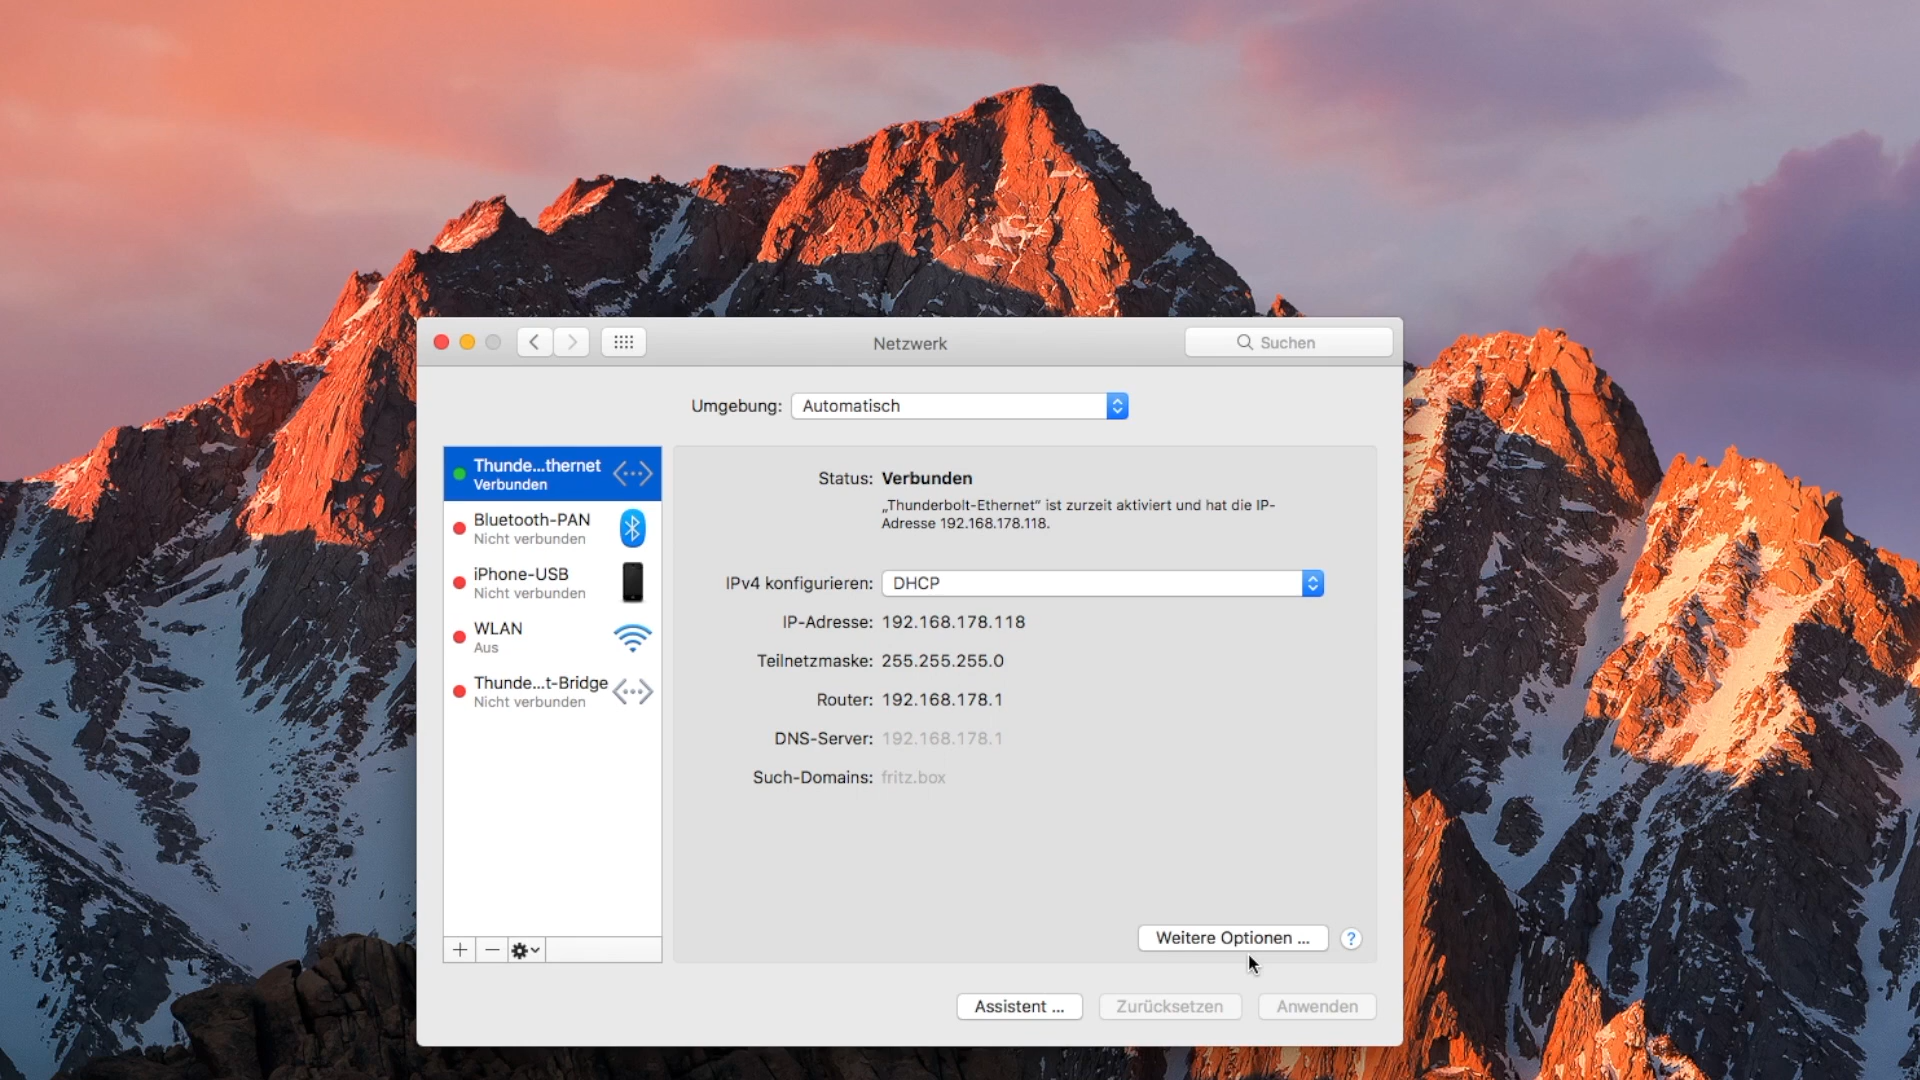 Netzwerk
Suchen
Umgebung: Automatisch
Thunde...thernet
Verbunden
Bluetooth-PAN
Nicht verbunden
iPhone-USB
Nicht verbunden
WLAN
Aus
Thunde...t-Bridge
Nicht verbunden
Status: Verbunden
„Thunderbolt-Ethernet“ ist zurzeit aktiviert und hat die IP-
Adresse 192.168.178.118.
IPv4 konfigurieren: DHCP
IP-Adresse: 192.168.178.118
Teilnetzmaske: 255.255.255.0
Router: 192.168.178.1
DNS-Server: 192.168.178.1
Such-Domains: fritz.box
Weitere Optionen ... ?
Assistent ... Zurücksetzen Anwenden